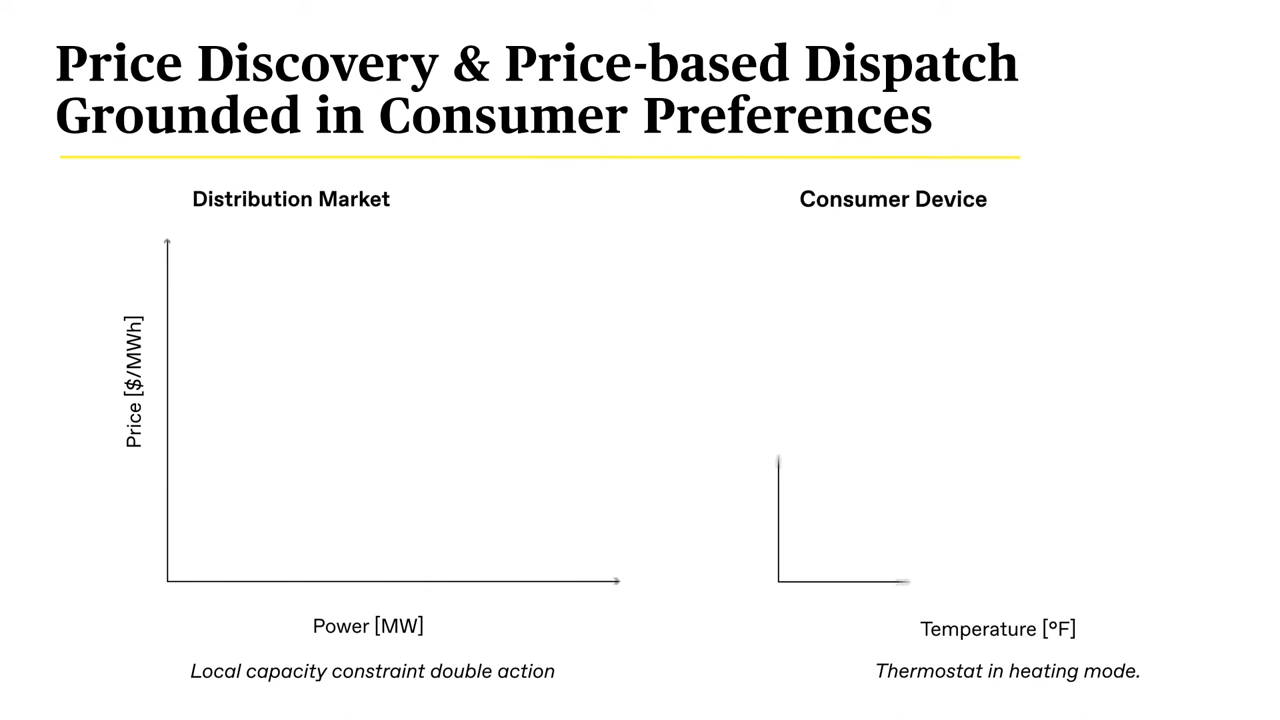 Price Discovery & Price-based Dispatch
Grounded in Consumer Preferences
Distribution Market
Price [$/MWh]
Power [MW]
Local capacity constraint double action
Consumer Device
Temperature [°F]
Thermostat in heating mode.